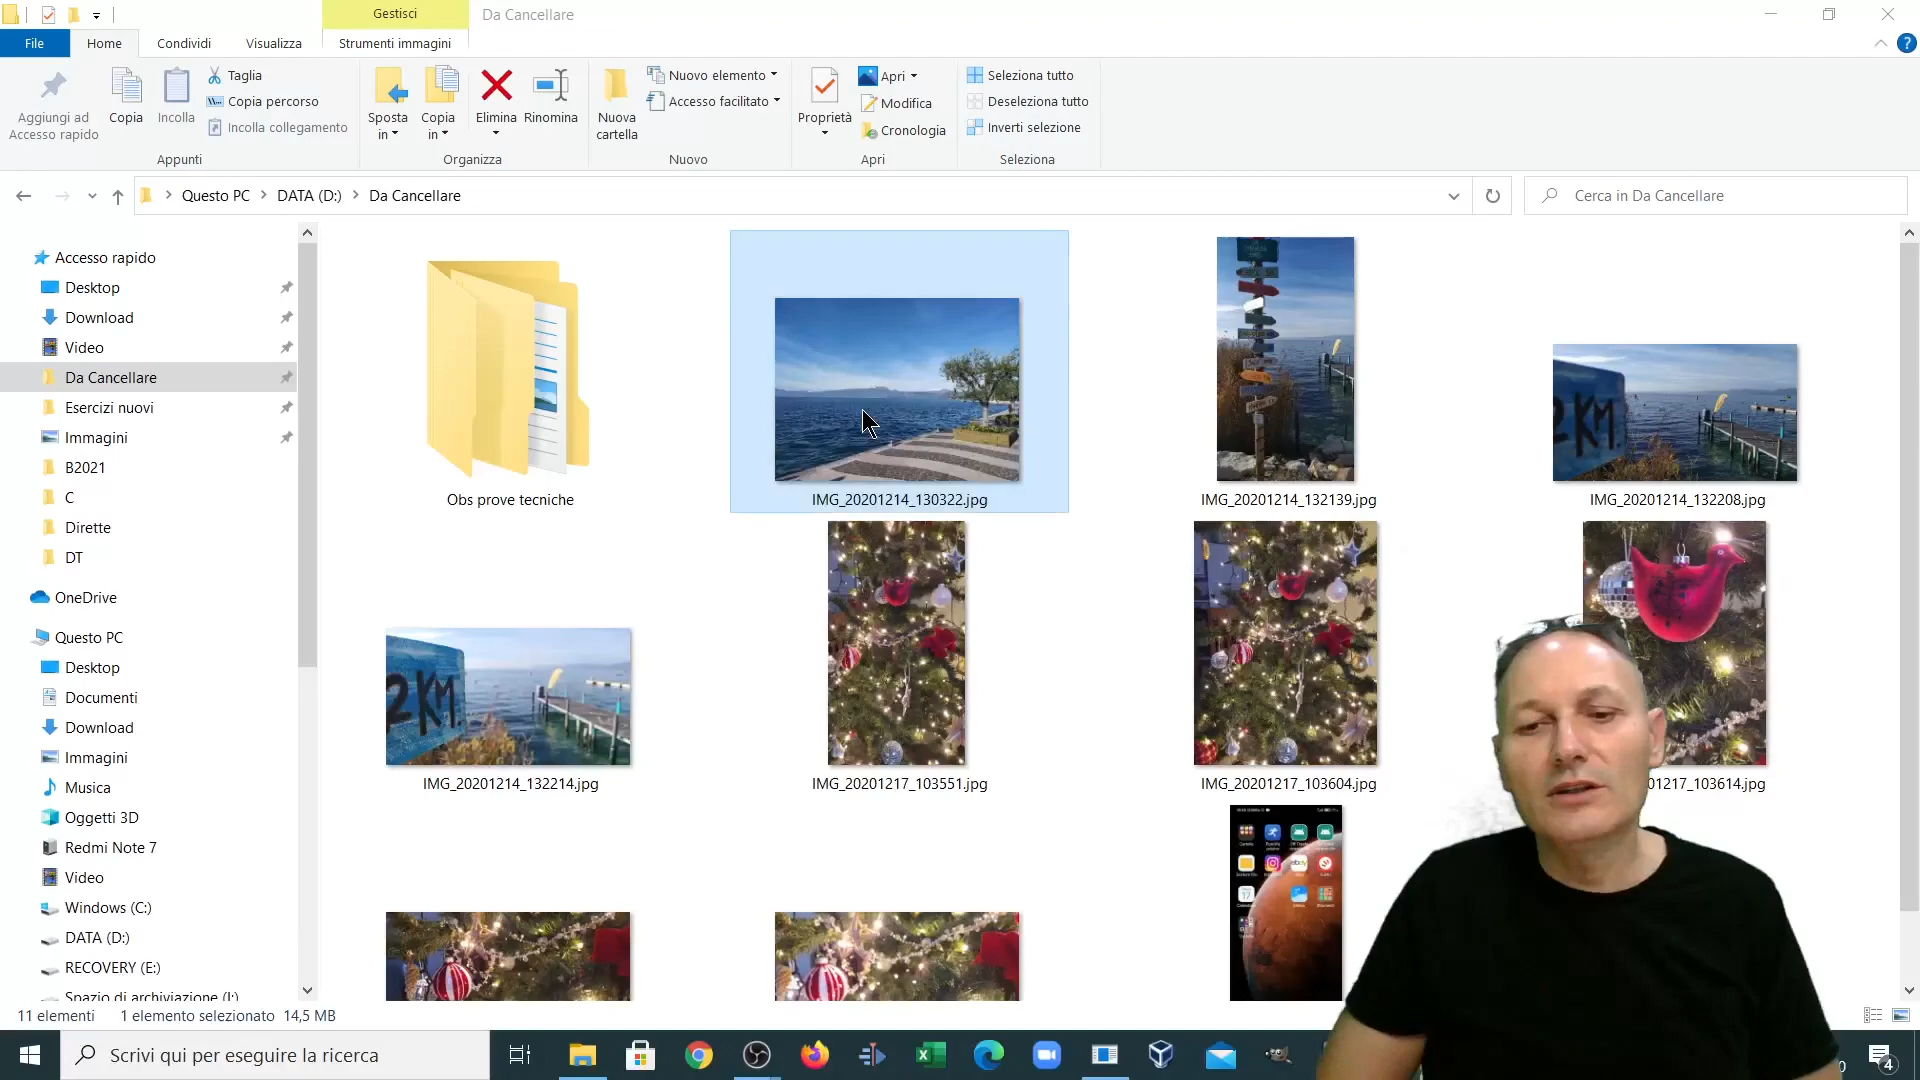 Gestisci
Da Cancellare
File
Home
Condividi
Visualizza
Strumenti immagini
Aggiungi ad
Accesso rapido
Copia
Incolla
Taglia
Copia percorso
Incolla collegamento
Appunti
Sposta
in
Copia
in
Elimina
Rinomina
Organizza
Nuova
cartella
Nuovo elemento
Accesso facilitato
Nuovo
Proprietà
Apri
Modifica
Cronologia
Apri
Seleziona tutto
Deseleziona tutto
Inverti selezione
Seleziona
Questo PC
DATA (D:)
Da Cancellare
Cerca in Da Cancellare
Accesso rapido
Desktop
Download
Video
Da Cancellare
Esercizi nuovi
Immagini
B2021
C
Dirette
DT
OneDrive
Questo PC
Desktop
Documenti
Download
Immagini
Musica
Oggetti 3D
Redmi Note 7
Video
Windows (C:)
DATA (D:)
RECOVERY (E:)
Spazio di archiviazione (I:)
Obs prove tecniche
IMG_20201214_130322.jpg
IMG_20201214_132139.jpg
2KM.
IMG_20201214_132208.jpg
2KM.
IMG_20201214_132214.jpg
IMG_20201217_103551.jpg
IMG_20201217_103604.jpg
01217_103614.jpg
11 elementi
1 elemento selezionato
14,5 MB
Scrivi qui per eseguire la ricerca
4